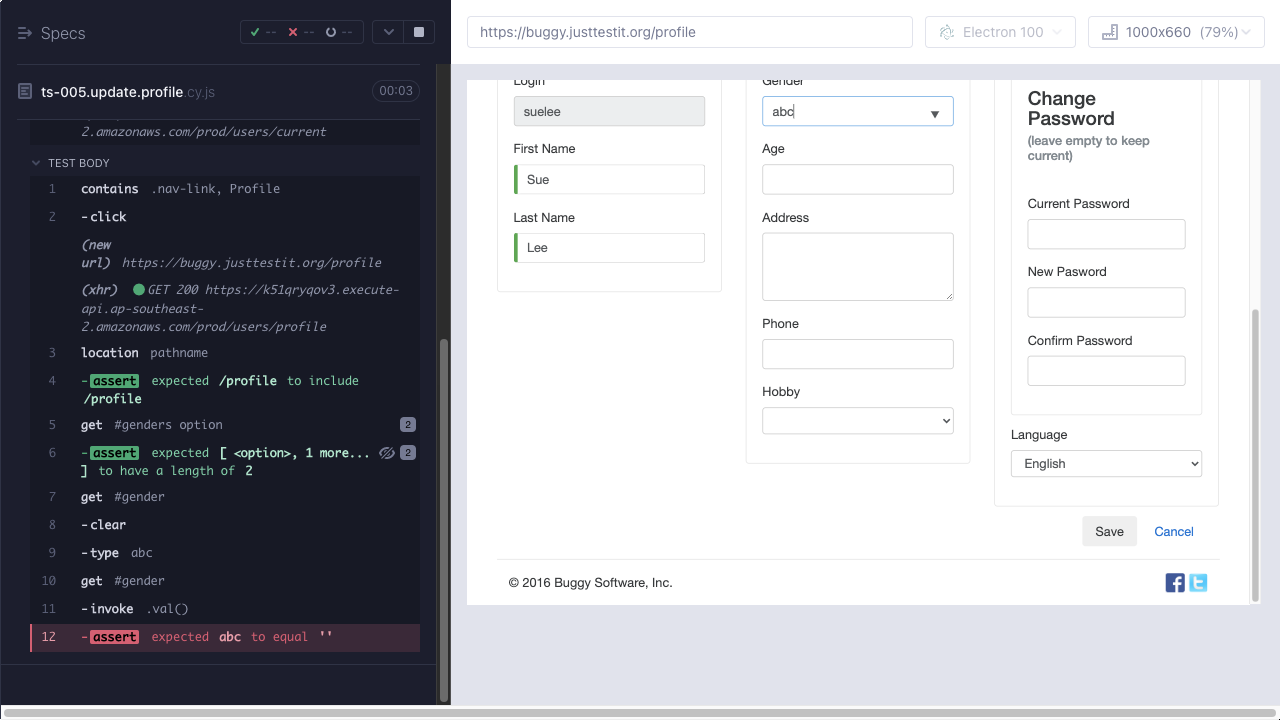 Specs
--
--
--
ts-005.update.profile.cy.js
00:03
2.amazonaws.com/prod/users/current
TEST BODY
1 contains .nav-link, Profile
2 -click
(new
url) https://buggy.justtestit.org/profile
(xhr) GET 200 https://k51qryqov3.execute-
api.ap-southeast-
2.amazonaws.com/prod/users/profile
3 location pathname
4 -assert expected /profile to include
/profile
5 get #genders option 2
6 -assert expected [ <option>, 1 more... 2
] to have a length of 2
7 get #gender
8 -clear
9 -type abc
10 get #gender
11 -invoke .val()
12 -assert expected abc to equal ''
https://buggy.justtestit.org/profile
Electron 100
1000x660 (79%)
Login
suelee
First Name
Sue
Last Name
Lee
Gender
abc
Age
Address
Phone
Hobby
Change
Password
(leave empty to keep
current)
Current Password
New Pasword
Confirm Password
Language
English
Save Cancel
© 2016 Buggy Software, Inc.